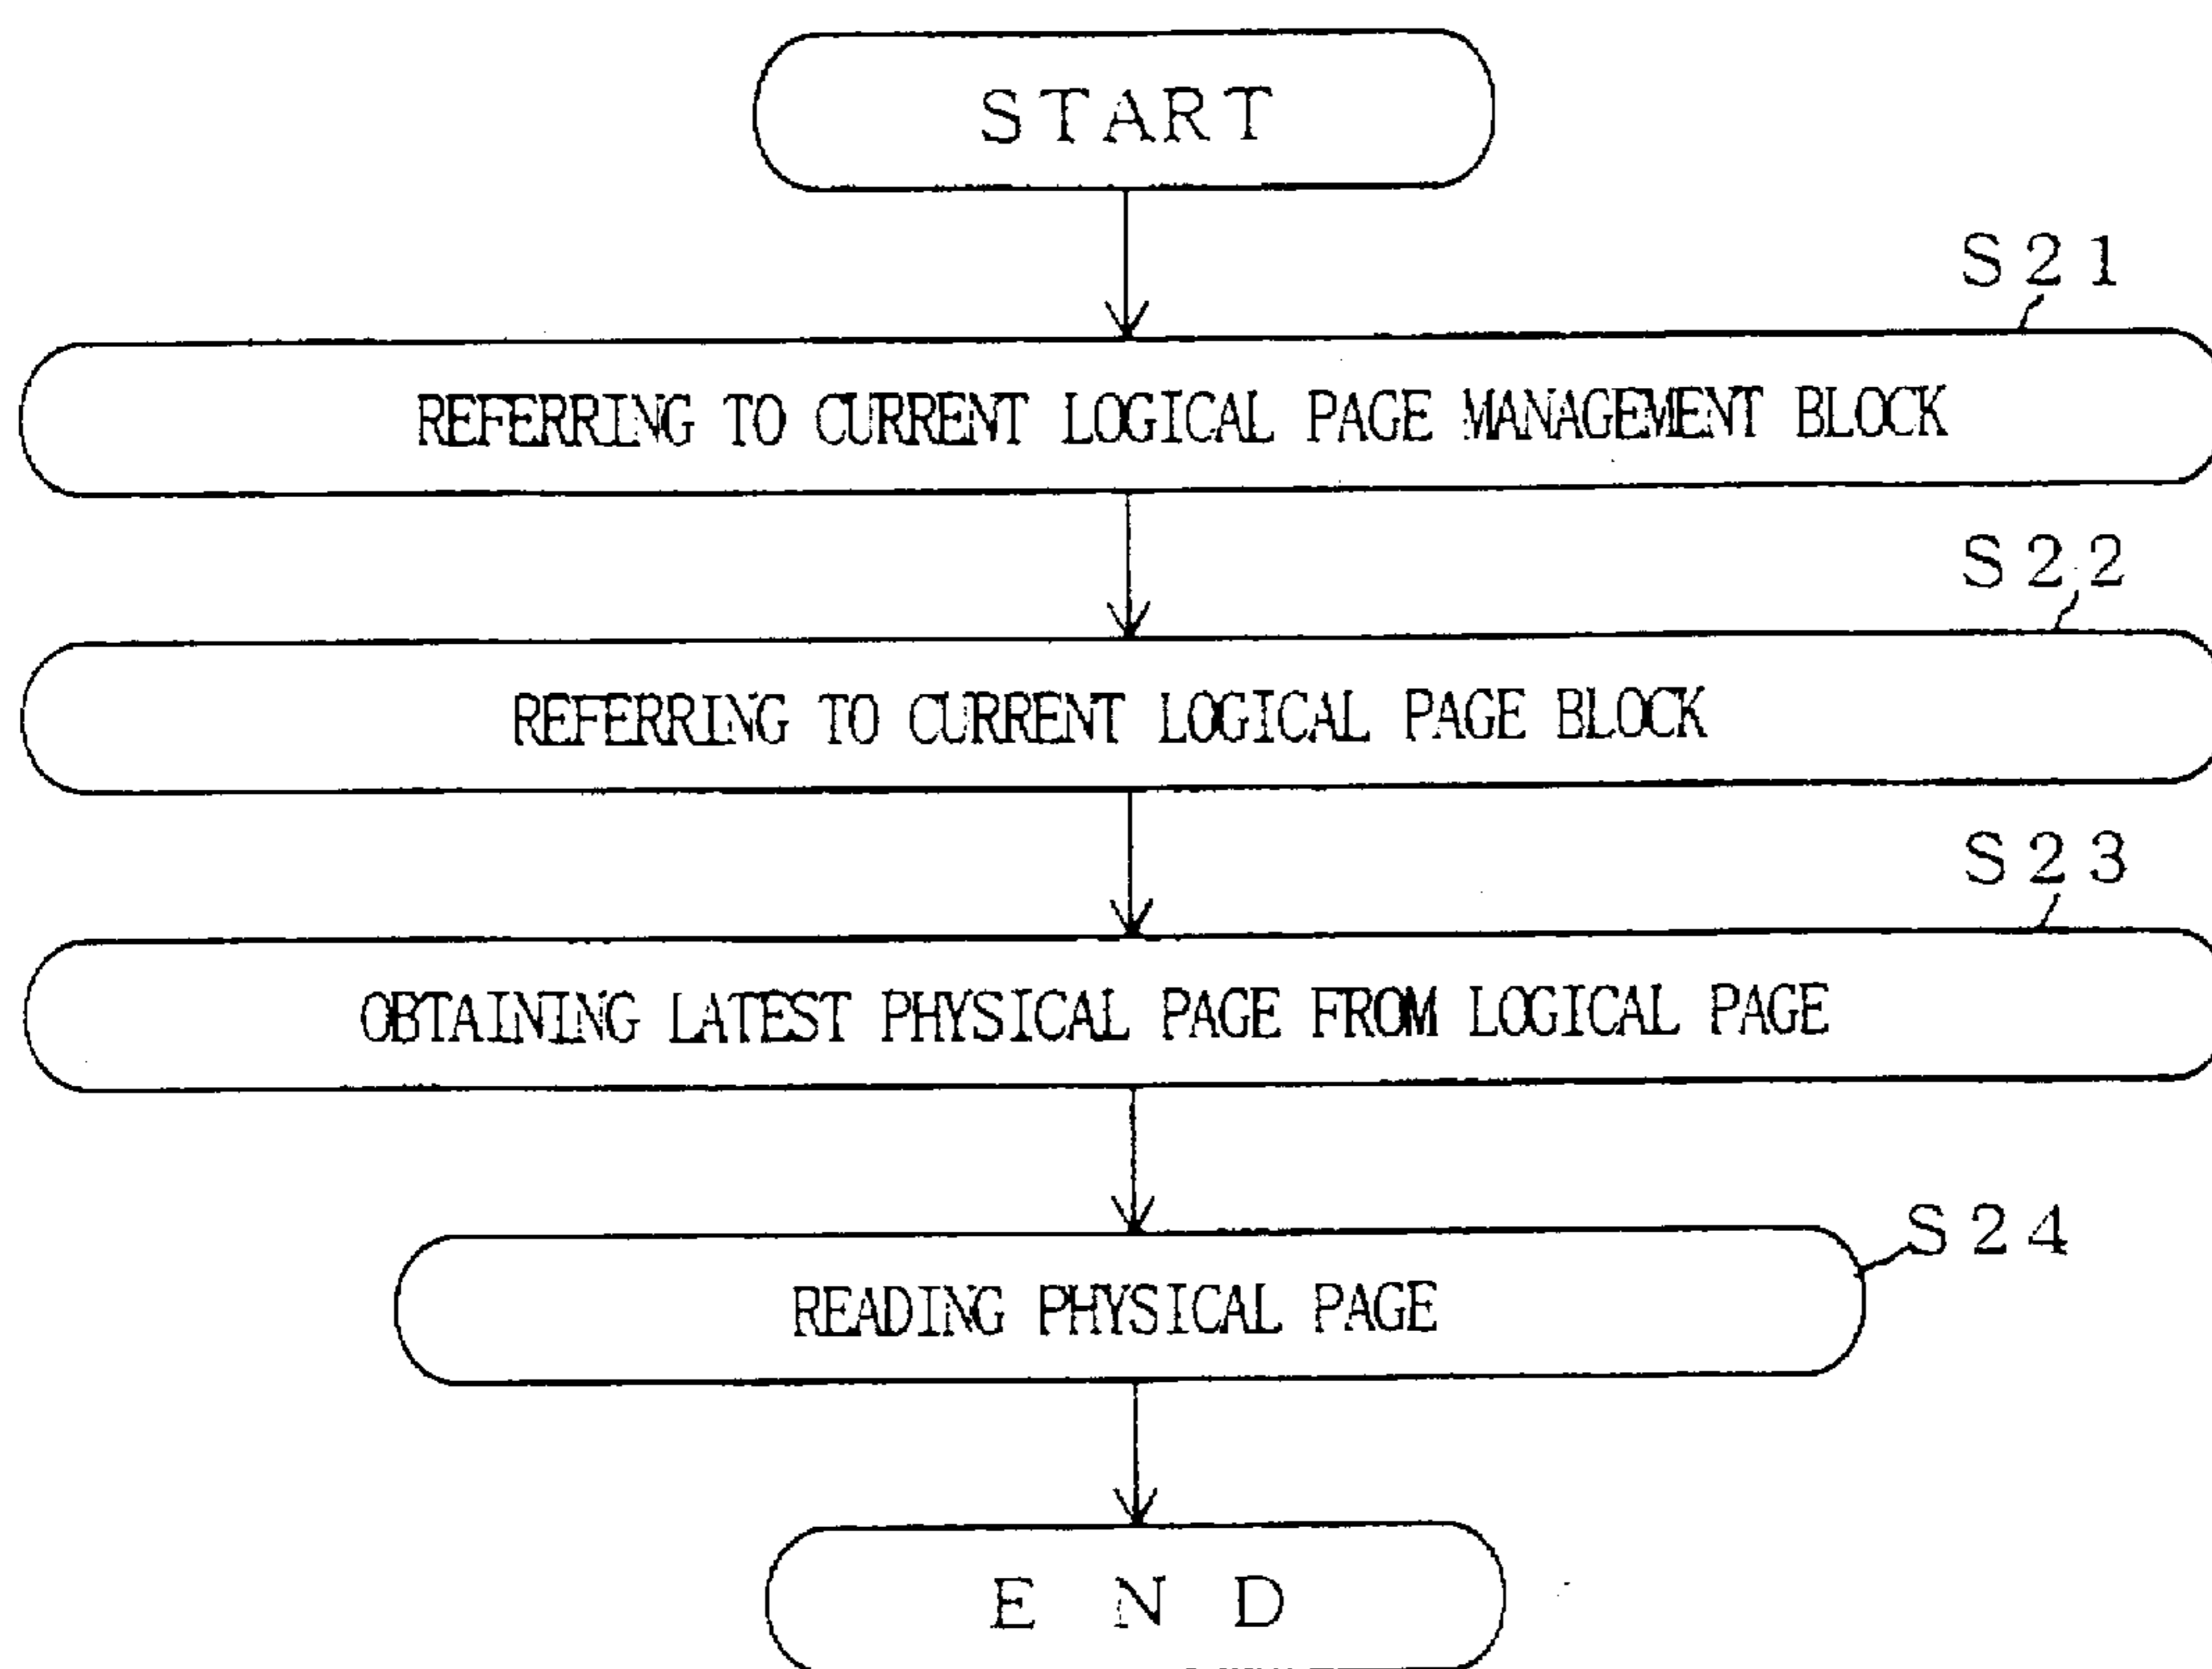 START
S21
REFERRING TO CURRENT LOGICAL PAGE MANAGEMENT BLOCK
S22
REFERRING TO CURRENT LOGICAL PAGE BLOCK
S23
OBTAINING LATEST PHYSICAL PAGE FROM LOGICAL PAGE
S24
READING PHYSICAL PAGE
END